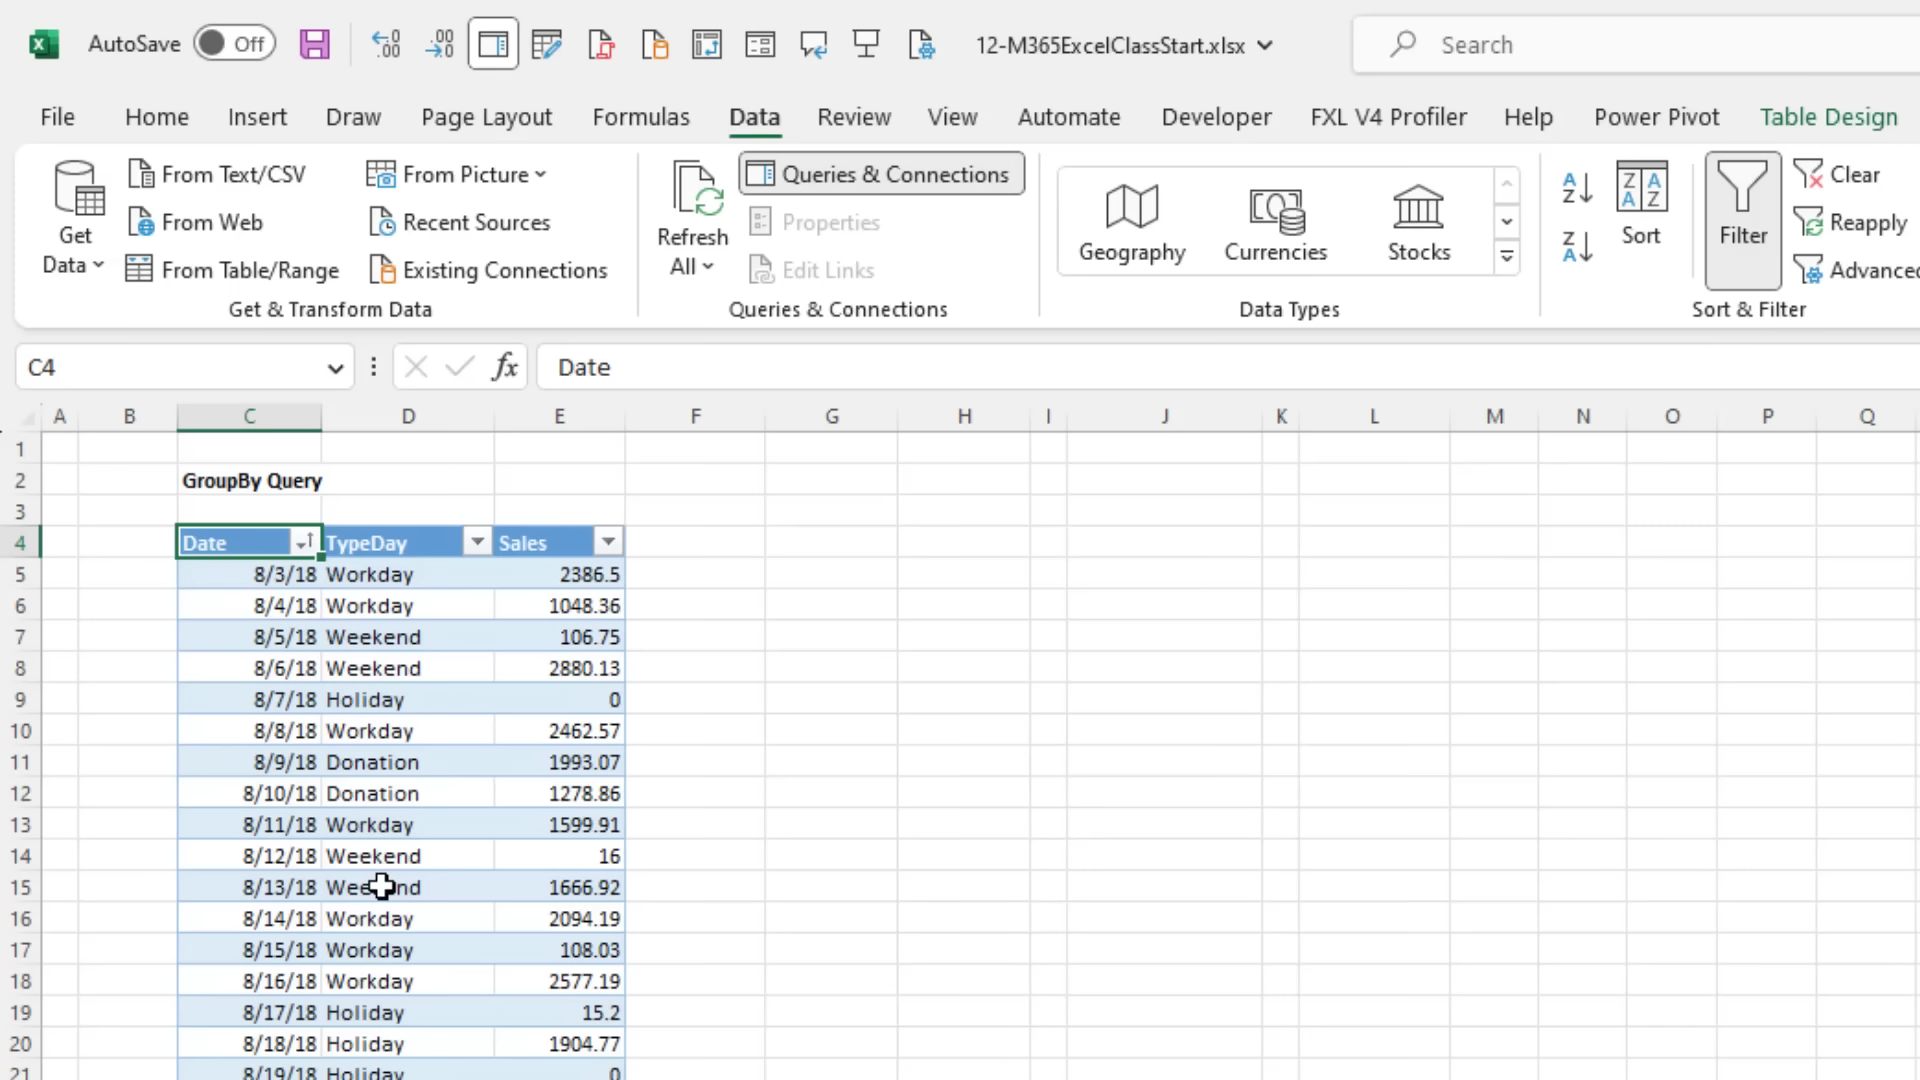 AutoSave Off 12-M365ExcelClassStart.xlsx Search
File Home Insert Draw Page Layout Formulas Data Review View Automate Developer FXL V4 Profiler Help Power Pivot Table Design
Get Data
From Text/CSV
From Web
From Table/Range
From Picture
Recent Sources
Existing Connections
Get & Transform Data
Refresh All
Queries & Connections
Properties
Edit Links
Queries & Connections
Geography Currencies Stocks
Data Types
Sort
Filter
Clear
Reapply
Advanced
Sort & Filter
C4 fx Date
A B C D E F G H I J K L M N O P Q
1
2 GroupBy Query
3
4 Date TypeDay Sales
5 8/3/18 Workday 2386.5
6 8/4/18 Workday 1048.36
7 8/5/18 Weekend 106.75
8 8/6/18 Weekend 2880.13
9 8/7/18 Holiday 0
10 8/8/18 Workday 2462.57
11 8/9/18 Donation 1993.07
12 8/10/18 Donation 1278.86
13 8/11/18 Workday 1599.91
14 8/12/18 Weekend 16
15 8/13/18 Weekend 1666.92
16 8/14/18 Workday 2094.19
17 8/15/18 Workday 108.03
18 8/16/18 Workday 2577.19
19 8/17/18 Holiday 15.2
20 8/18/18 Holiday 1904.77
21 8/19/18 Holiday 0